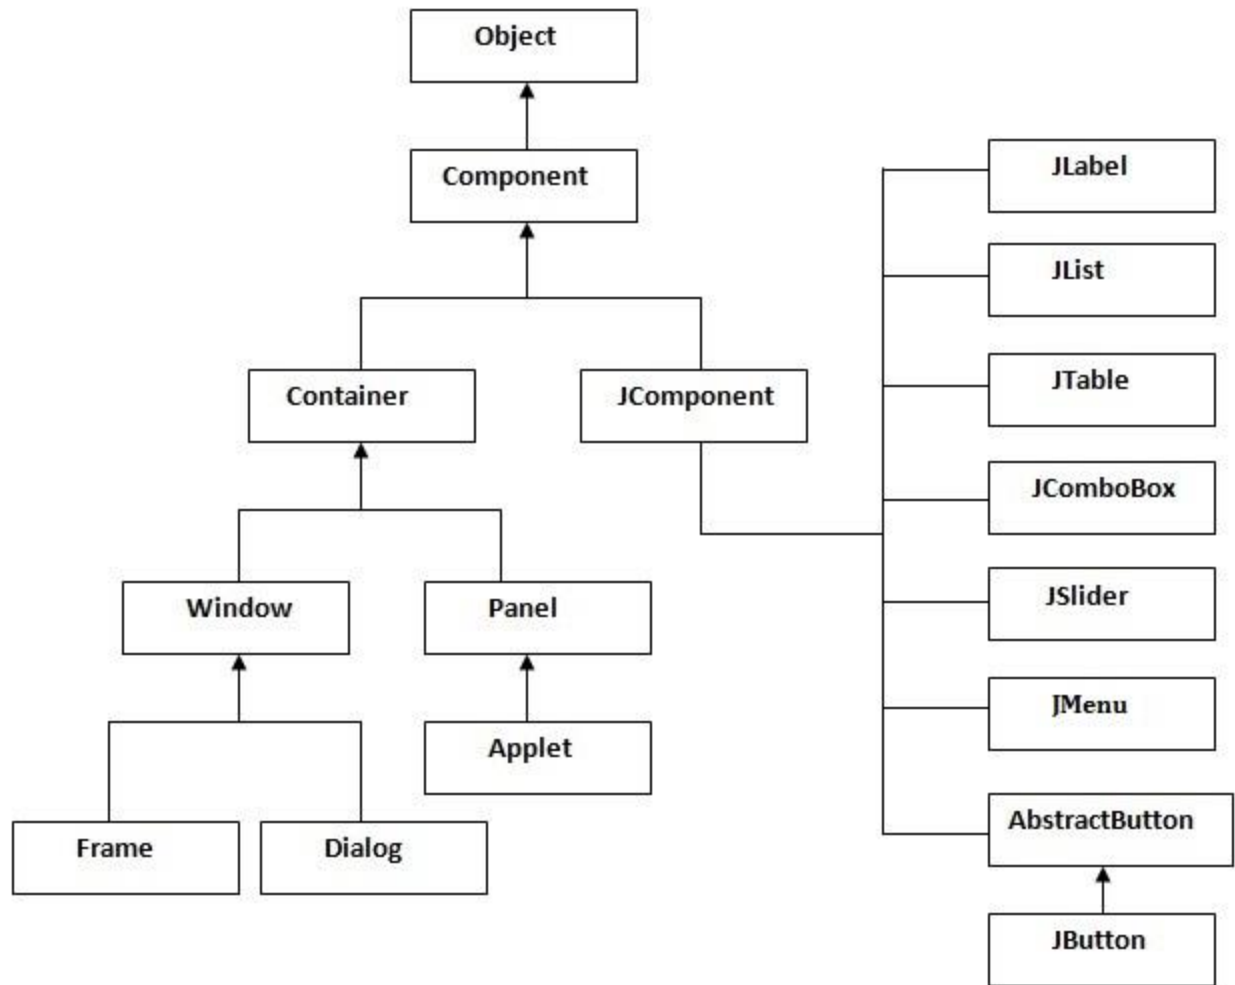 Object
Component
JLabel
JList
JTable
Container
JComponent
JComboBox
Window
Panel
JSlider
JMenu
Applet
AbstractButton
Frame
Dialog
JButton